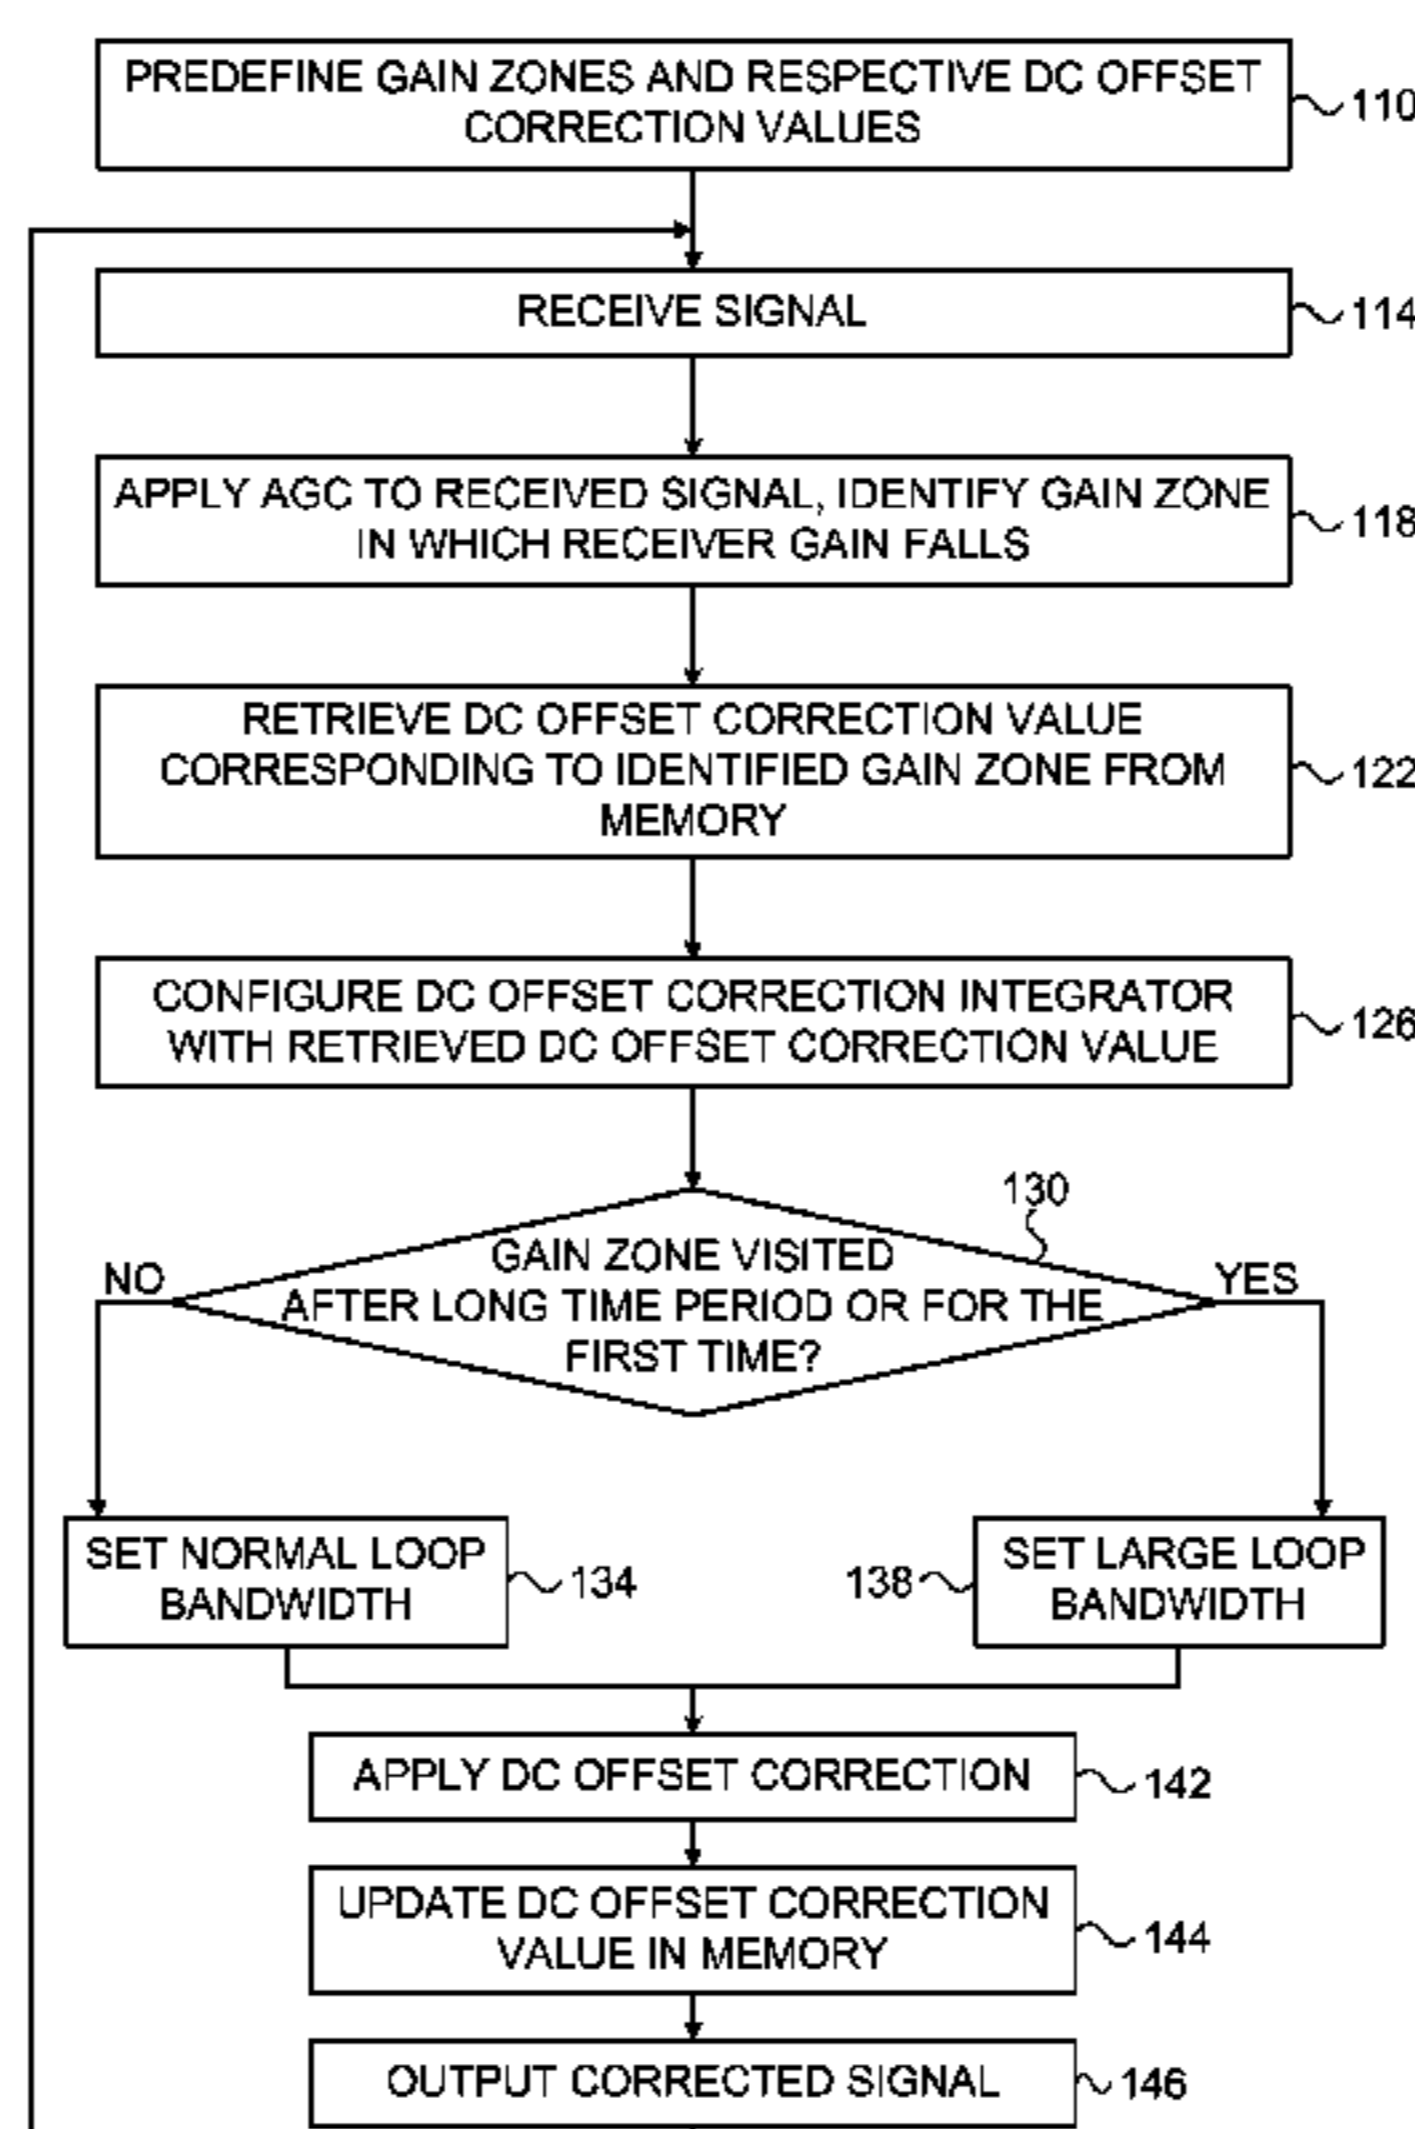 PREDEFINE GAIN ZONES AND RESPECTIVE DC OFFSET
CORRECTION VALUES
110
RECEIVE SIGNAL
114
APPLY AGC TO RECEIVED SIGNAL, IDENTIFY GAIN ZONE
IN WHICH RECEIVER GAIN FALLS
118
RETRIEVE DC OFFSET CORRECTION VALUE
CORRESPONDING TO IDENTIFIED GAIN ZONE FROM
MEMORY
122
CONFIGURE DC OFFSET CORRECTION INTEGRATOR
WITH RETRIEVED DC OFFSET CORRECTION VALUE
126
130
GAIN ZONE VISITED
AFTER LONG TIME PERIOD OR FOR THE
FIRST TIME?
NO
YES
SET NORMAL LOOP
BANDWIDTH
134
138
SET LARGE LOOP
BANDWIDTH
APPLY DC OFFSET CORRECTION
142
UPDATE DC OFFSET CORRECTION
VALUE IN MEMORY
144
OUTPUT CORRECTED SIGNAL
146